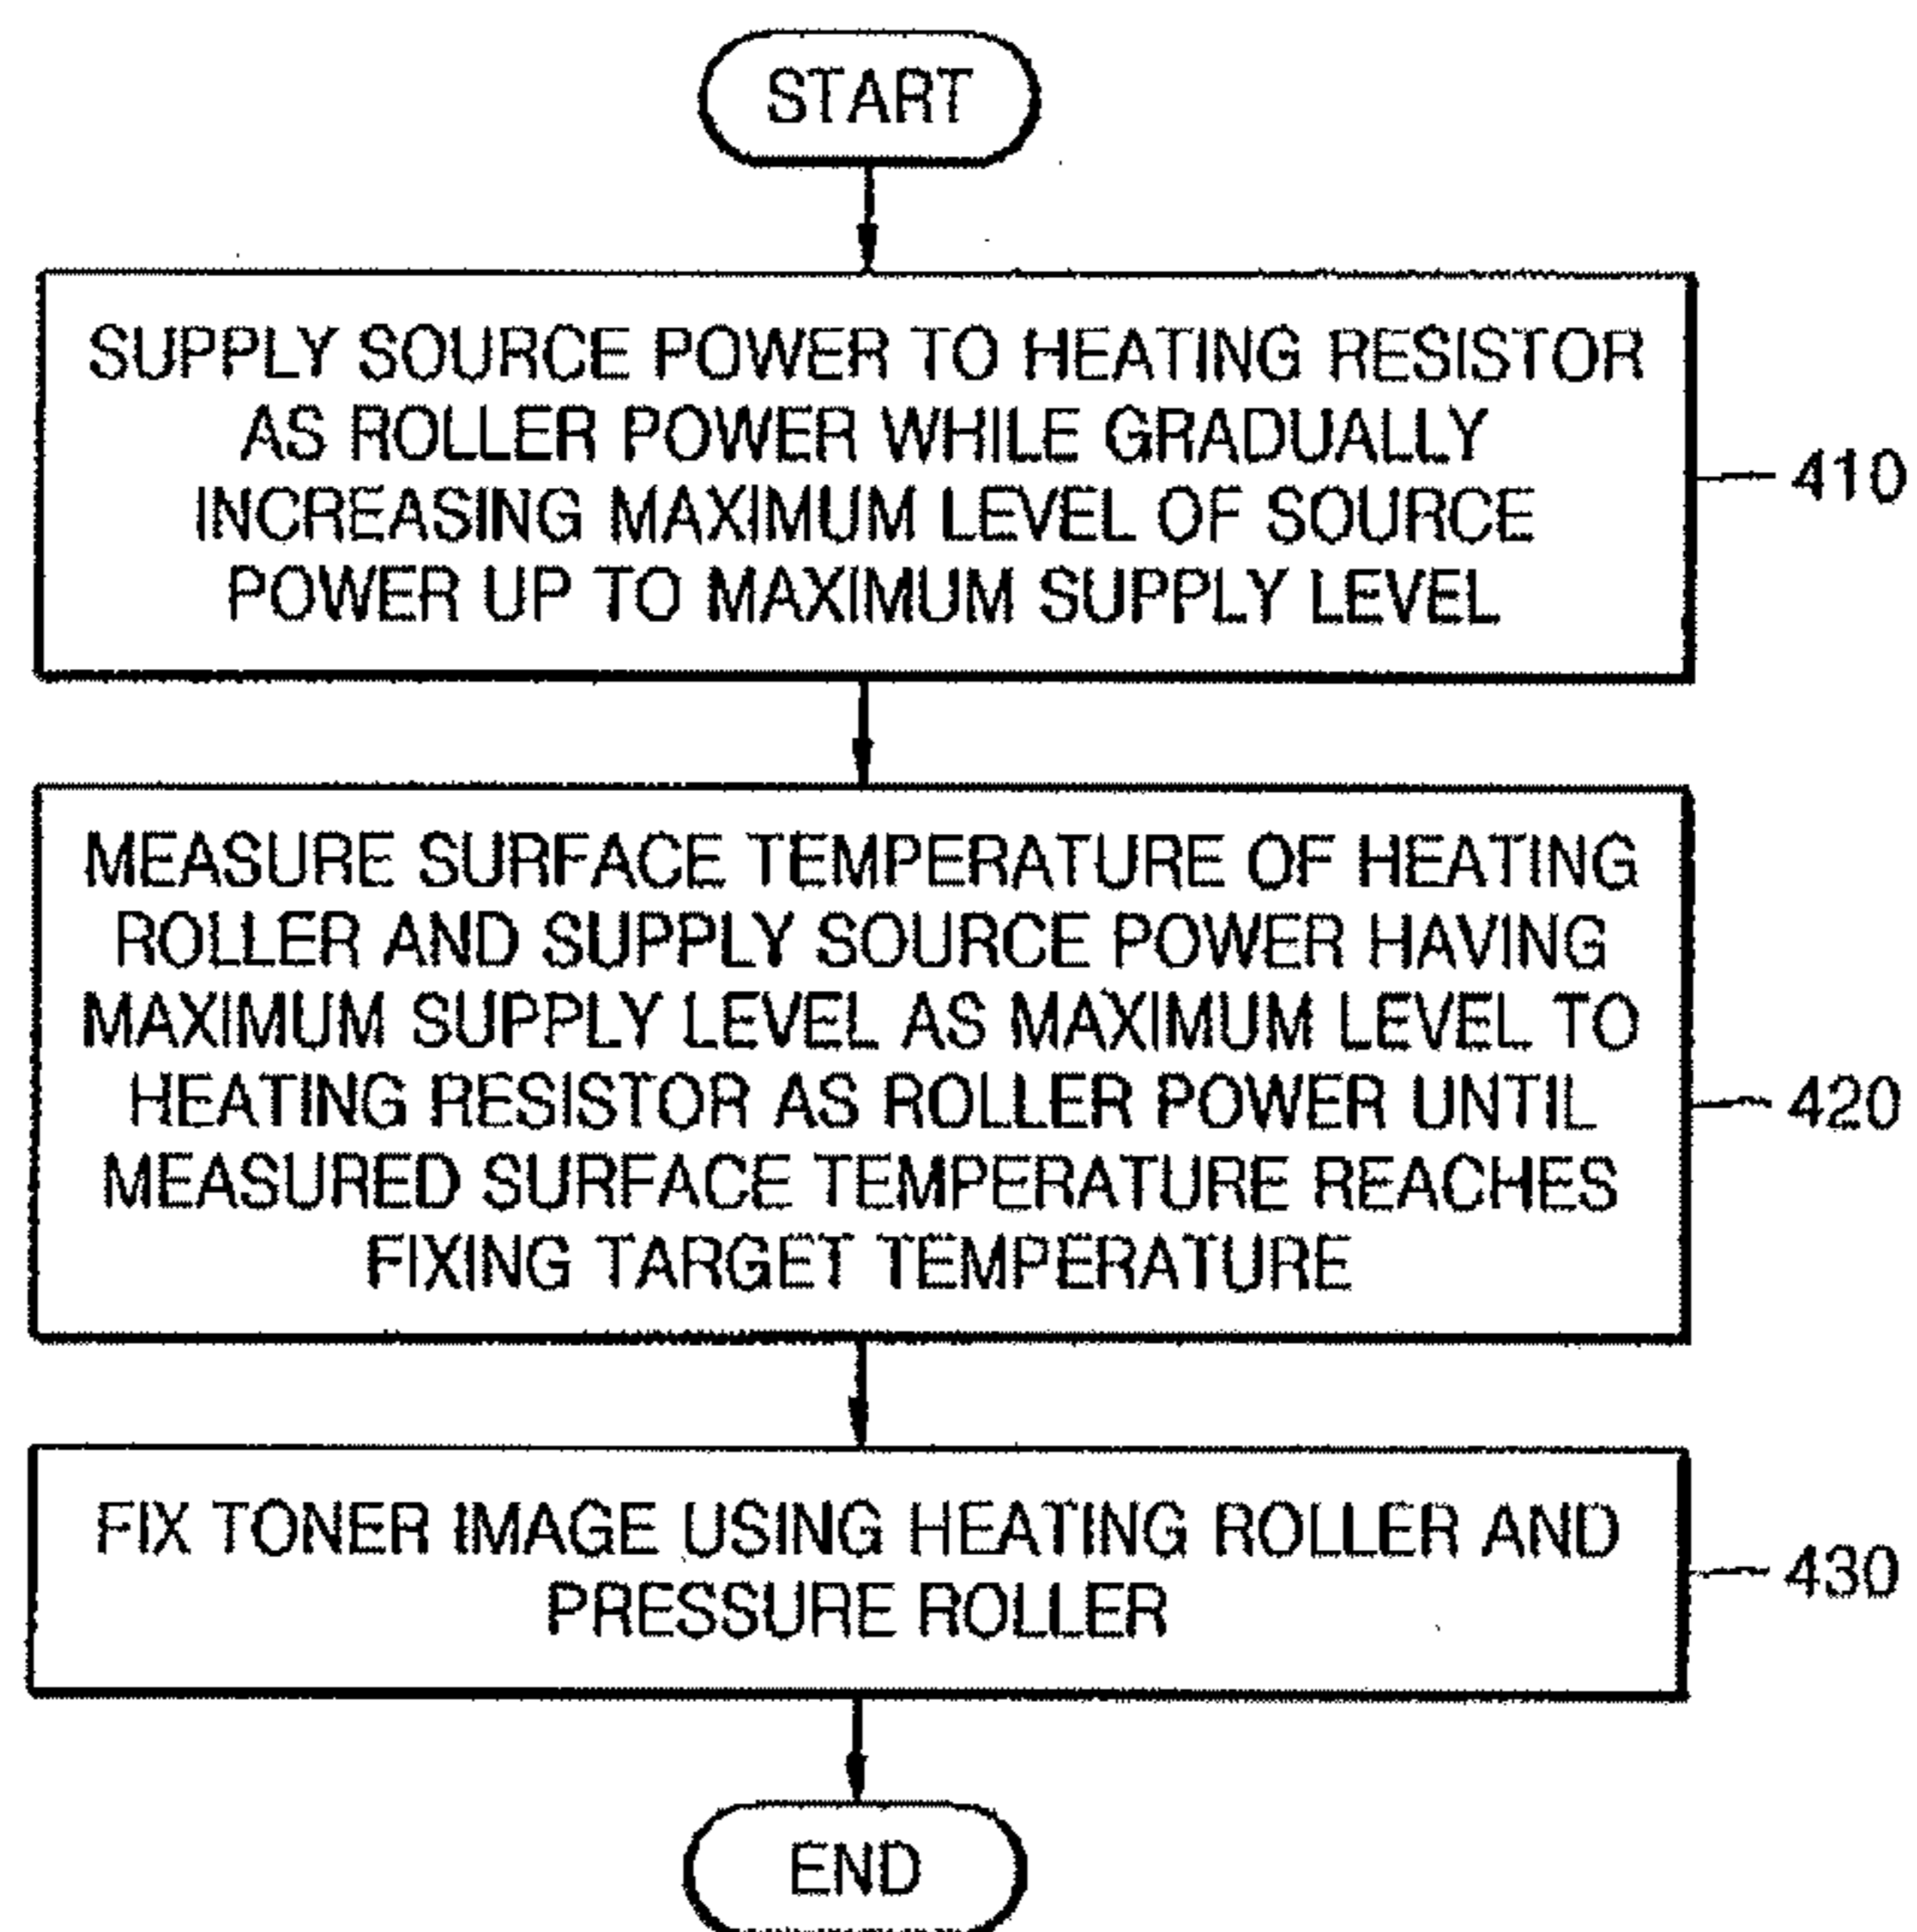 START
SUPPLY SOURCE POWER TO HEATING RESISTOR
AS ROLLER POWER WHILE GRADUALLY
INCREASING MAXIMUM LEVEL OF SOURCE
POWER UP TO MAXIMUM SUPPLY LEVEL
410
MEASURE SURFACE TEMPERATURE OF HEATING
ROLLER AND SUPPLY SOURCE POWER HAVING
MAXIMUM SUPPLY LEVEL AS MAXIMUM LEVEL TO
HEATING RESISTOR AS ROLLER POWER UNTIL
MEASURED SURFACE TEMPERATURE REACHES
FIXING TARGET TEMPERATURE
420
FIX TONER IMAGE USING HEATING ROLLER AND
PRESSURE ROLLER
430
END